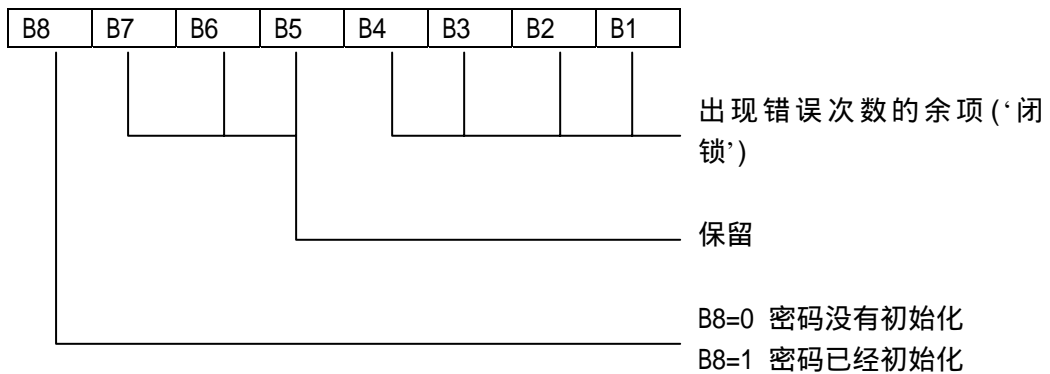 B8 B7 B6 B5 B4 B3 B2 B1
出现错误次数的余项(‘闭
锁’)
保留
B8=0 密码没有初始化
B8=1 密码已经初始化